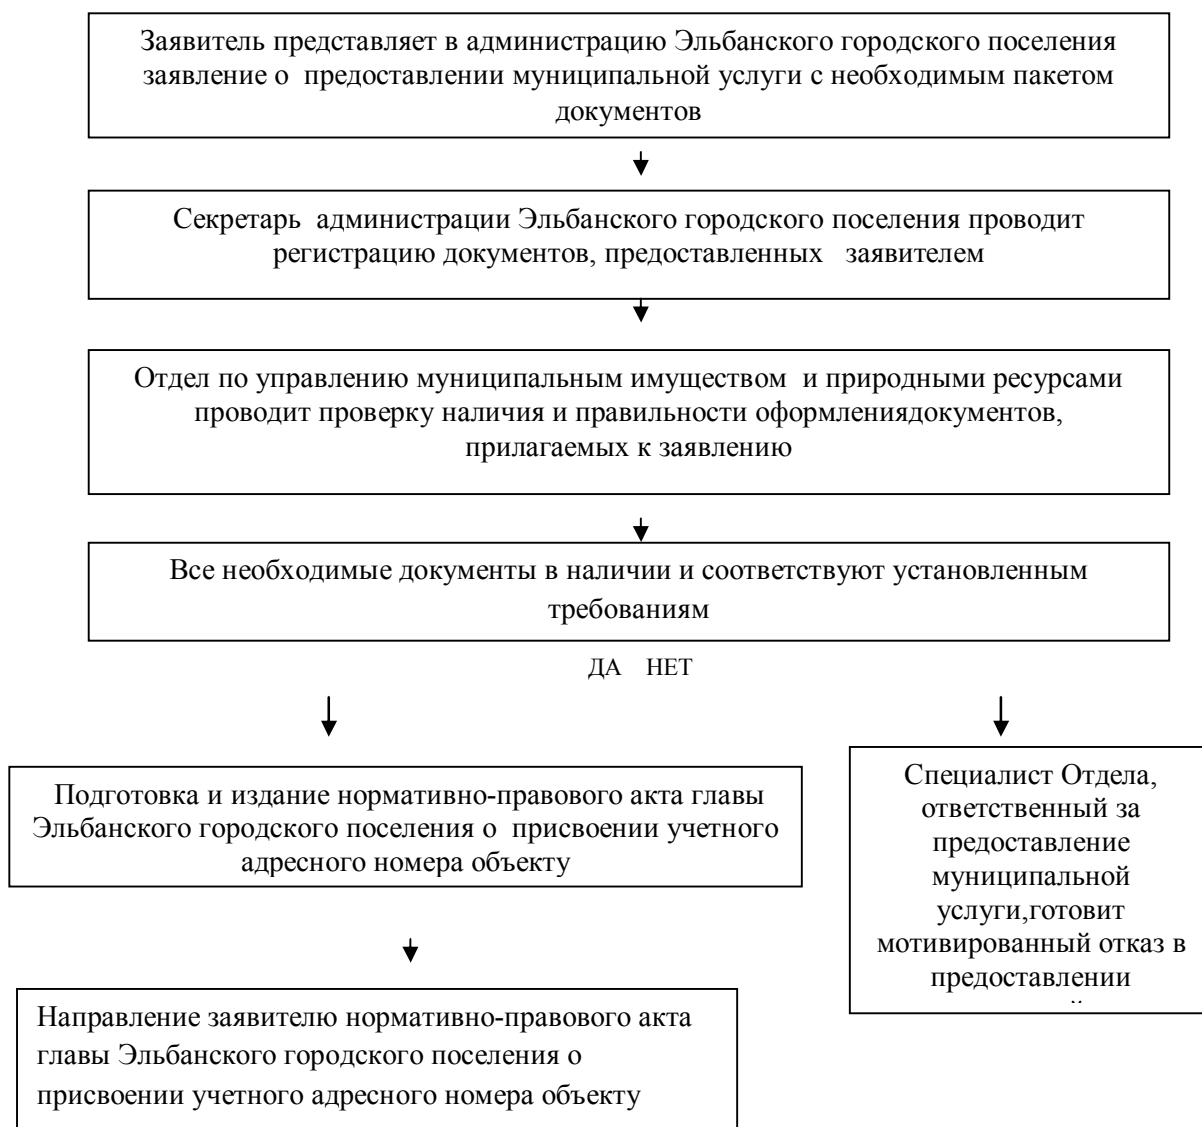 Заявитель представляет в администрацию Эльбанского городского поселения
заявление о предоставлении муниципальной услуги с необходимым пакетом
документов
Секретарь администрации Эльбанского городского поселения проводит
регистрацию документов, предоставленных заявителем
Отдел по управлению муниципальным имуществом и природными ресурсами
проводит проверку наличия и правильности оформлениядокументов,
прилагаемых к заявлению
Все необходимые документы в наличии и соответствуют установленным
требованиям
ДА НЕТ
Подготовка и издание нормативно-правового акта главы
Эльбанского городского поселения о присвоении учетного
адресного номера объекту
Специалист Отдела,
ответственный за
предоставление
муниципальной
услуги,готовит
мотивированный отказ в
предоставлении
Направление заявителю нормативно-правового акта
главы Эльбанского городского поселения о
присвоении учетного адресного номера объекту